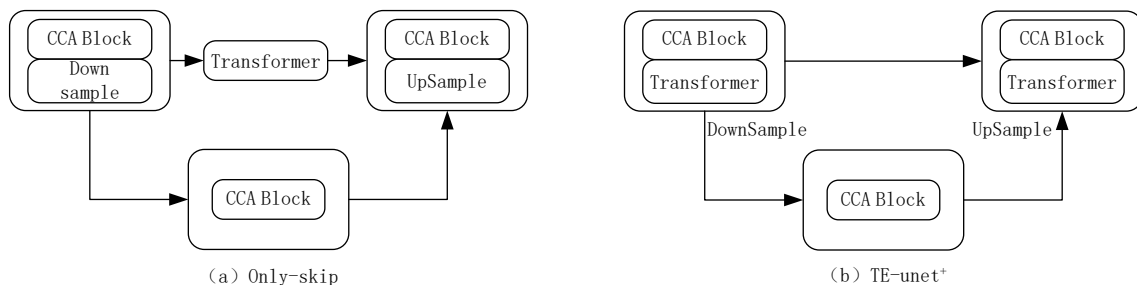 CCA Block
Down
sample
Transformer
CCA Block
UpSample
CCA Block
（a）Only-skip
CCA Block
Transformer
CCA Block
Transformer
DownSample
UpSample
CCA Block
（b）TE-unet⁺